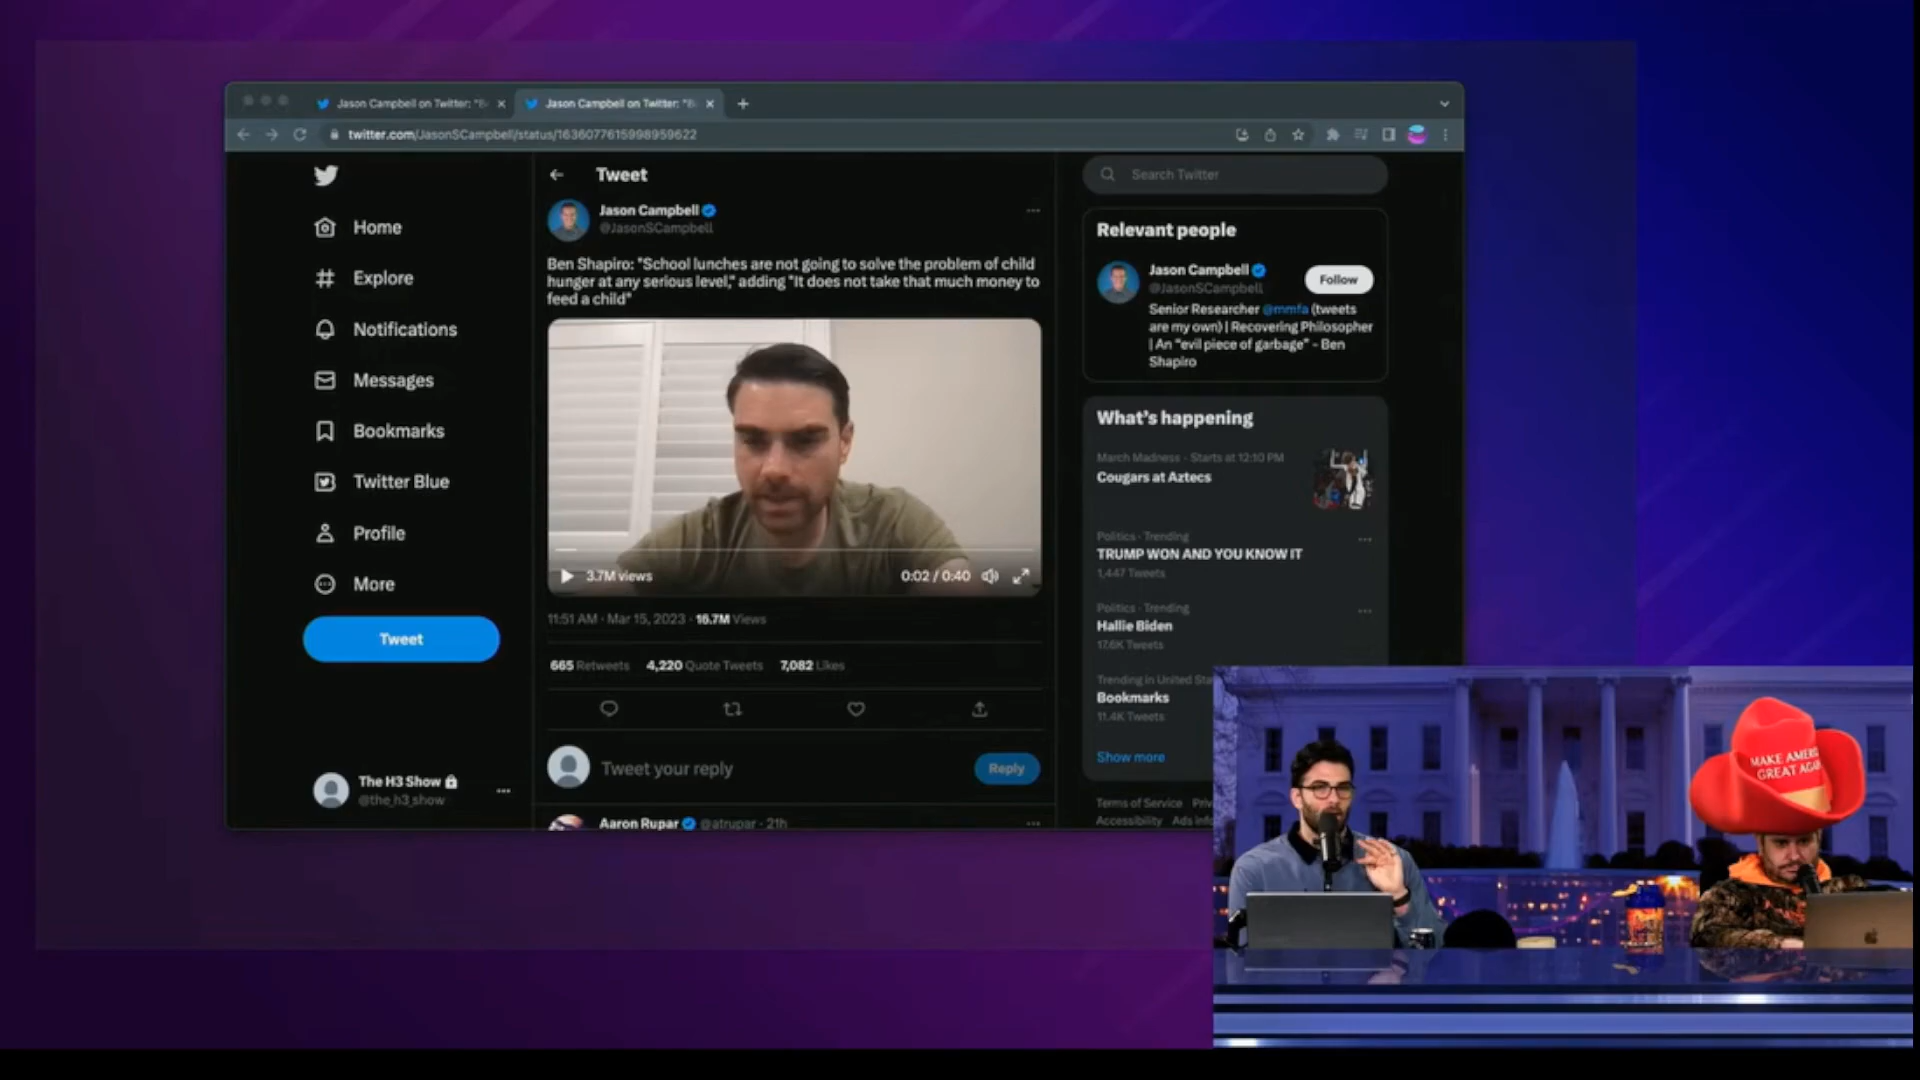 Jason Campbell on Twitter: "B
Jason Campbell on Twitter: "B
twitter.com/JasonSCampbell/status/1636077615998959622
Home
Explore
Notifications
Messages
Bookmarks
Twitter Blue
Profile
More
Tweet
The H3 Show
@the_h3_show
Tweet
Jason Campbell
@JasonSCampbell
Ben Shapiro: "School lunches are not going to solve the problem of child
hunger at any serious level," adding "It does not take that much money to
feed a child"
3.7M views
0:02 / 0:40
11:51 AM · Mar 15, 2023 · 16.7M Views
665 Retweets 4,220 Quote Tweets 7,082 Likes
Tweet your reply
Reply
Aaron Rupar @atrupar · 21h
Search Twitter
Relevant people
Jason Campbell
@JasonSCampbell
Follow
Senior Researcher @mmfa (tweets
are my own) | Recovering Philosopher
| An "evil piece of garbage" - Ben
Shapiro
What's happening
March Madness · Starts at 12:10 PM
Cougars at Aztecs
Politics · Trending
TRUMP WON AND YOU KNOW IT
1,447 Tweets
Politics · Trending
Hallie Biden
17.6K Tweets
Trending in United Sta
Bookmarks
11.4K Tweets
Show more
Terms of Service Priv
Accessibility Ads info
MAKE AMERI
GREAT AGA